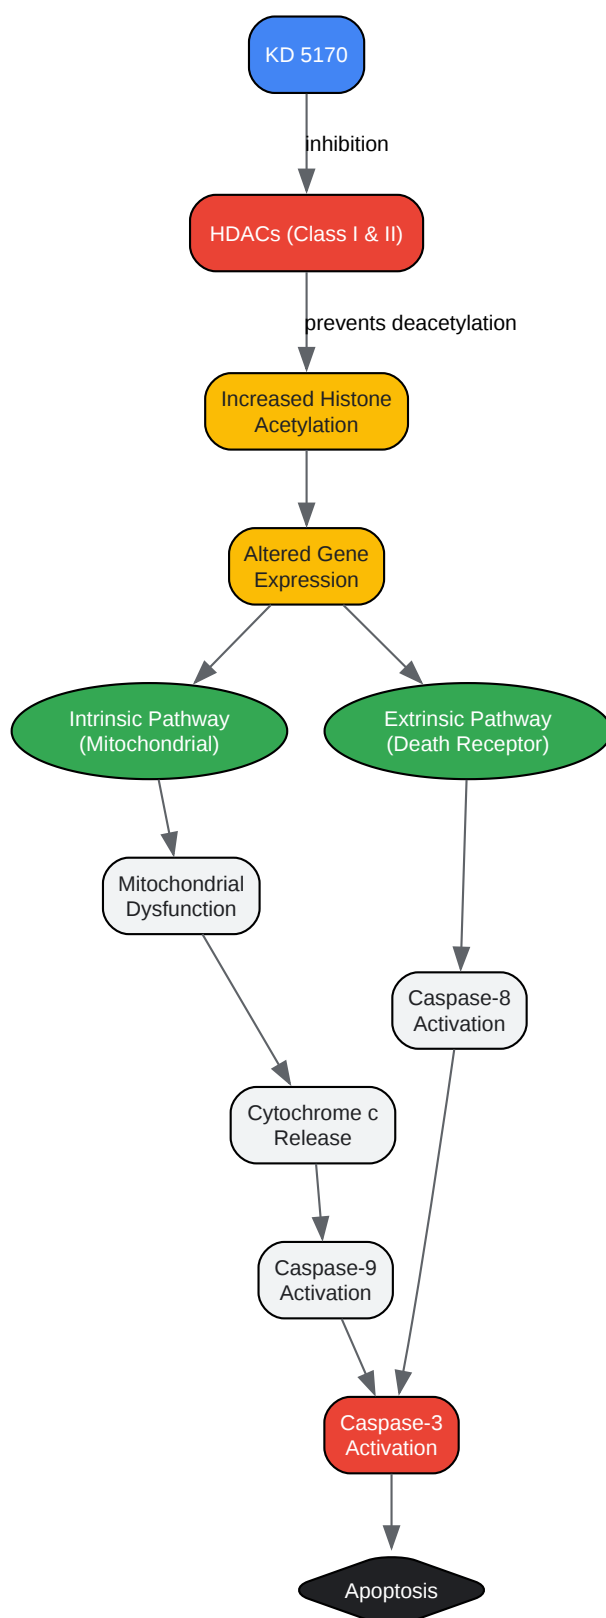 KD 5170
inhibition
HDACs (Class I & II)
prevents deacetylation
Increased Histone
Acetylation
Altered Gene
Expression
Intrinsic Pathway
(Mitochondrial)
Extrinsic Pathway
(Death Receptor)
Mitochondrial
Dysfunction
Caspase-8
Activation
Cytochrome c
Release
Caspase-9
Activation
Caspase-3
Activation
Apoptosis